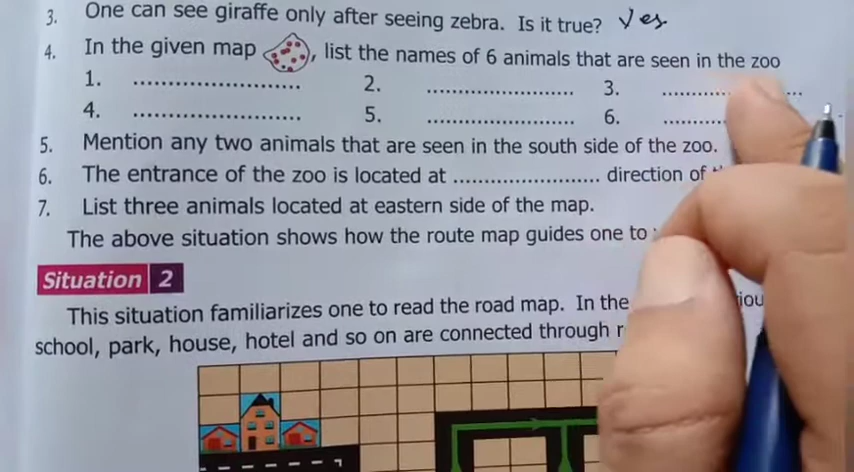 3. One can see giraffe only after seeing zebra. Is it true? Yes
4. In the given map , list the names of 6 animals that are seen in the zoo
1. .............................. 2. .......................... 3. ....................
4. .............................. 5. .......................... 6. ...........
5. Mention any two animals that are seen in the south side of the zoo.
6. The entrance of the zoo is located at .......................... direction of
7. List three animals located at eastern side of the map.
The above situation shows how the route map guides one to
Situation 2
This situation familiarizes one to read the road map. In the
school, park, house, hotel and so on are connected through